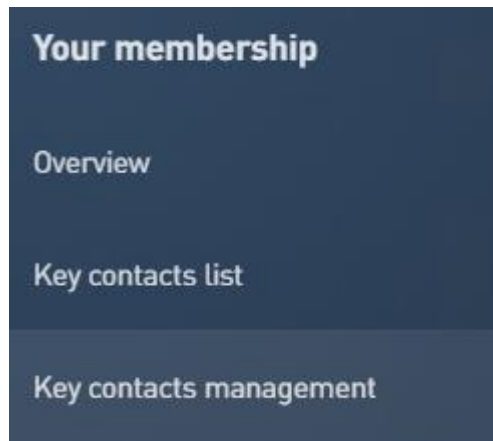 Your membership
Overview
Key contacts list
Key contacts management